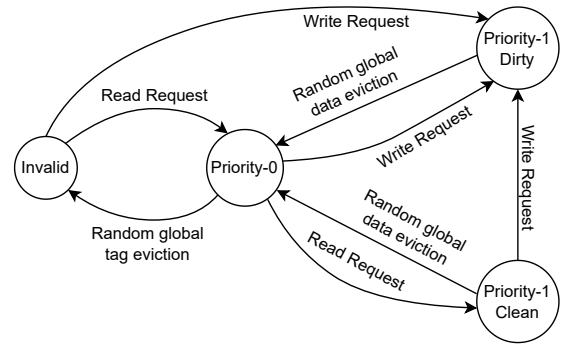 Write Request
Priority-1
Dirty
Random global
data eviction
Read Request
Write Request
Invalid
Priority-0
Write Request
Random global
data eviction
Random global
tag eviction
Read Request
Priority-1
Clean